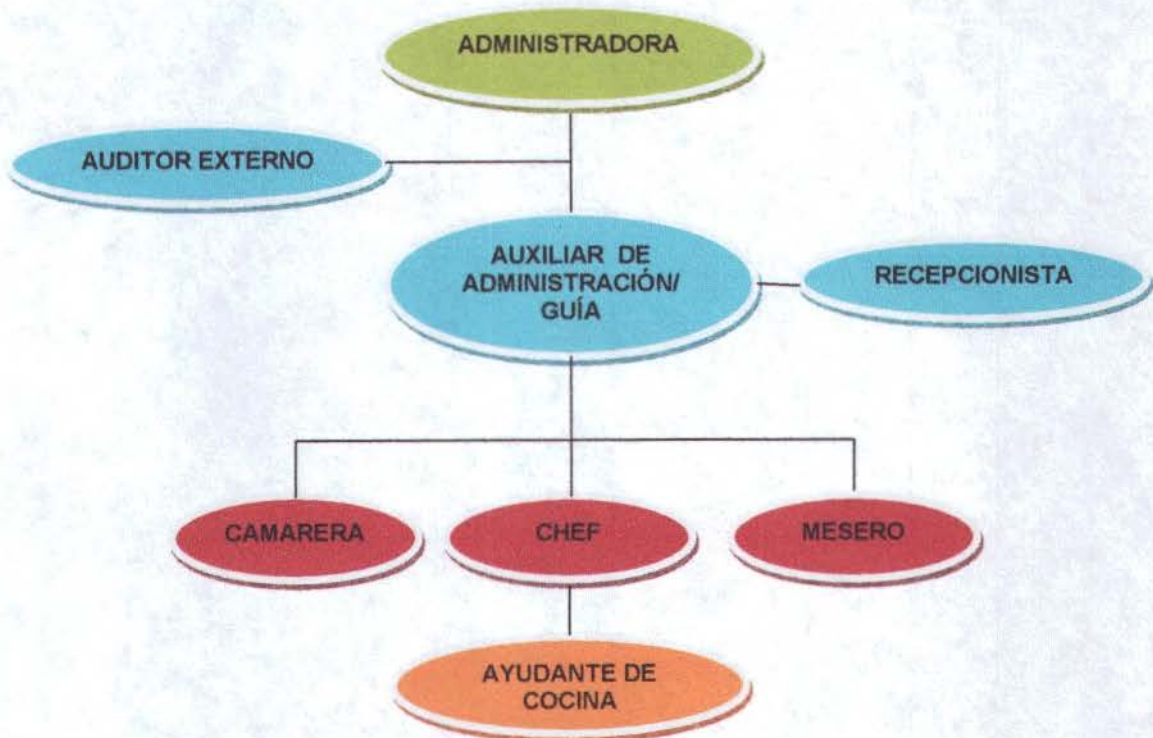 ADMINISTRADORA
AUDITOR EXTERNO
AUXILIAR DE
ADMINISTRACIÓN/
GUÍA
RECEPCIONISTA
CAMARERA
CHEF
MESERO
AYUDANTE DE
COCINA